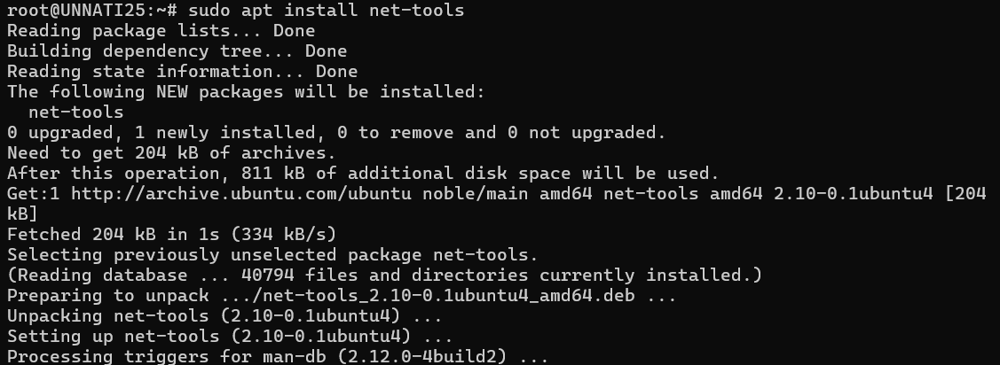 root@UNNATI25:~# sudo apt install net-tools
Reading package lists... Done
Building dependency tree... Done
Reading state information... Done
The following NEW packages will be installed:
  net-tools
0 upgraded, 1 newly installed, 0 to remove and 0 not upgraded.
Need to get 204 kB of archives.
After this operation, 811 kB of additional disk space will be used.
Get:1 http://archive.ubuntu.com/ubuntu noble/main amd64 net-tools amd64 2.10-0.1ubuntu4 [204
kB]
Fetched 204 kB in 1s (334 kB/s)
Selecting previously unselected package net-tools.
(Reading database ... 40794 files and directories currently installed.)
Preparing to unpack .../net-tools_2.10-0.1ubuntu4_amd64.deb ...
Unpacking net-tools (2.10-0.1ubuntu4) ...
Setting up net-tools (2.10-0.1ubuntu4) ...
Processing triggers for man-db (2.12.0-4build2) ...